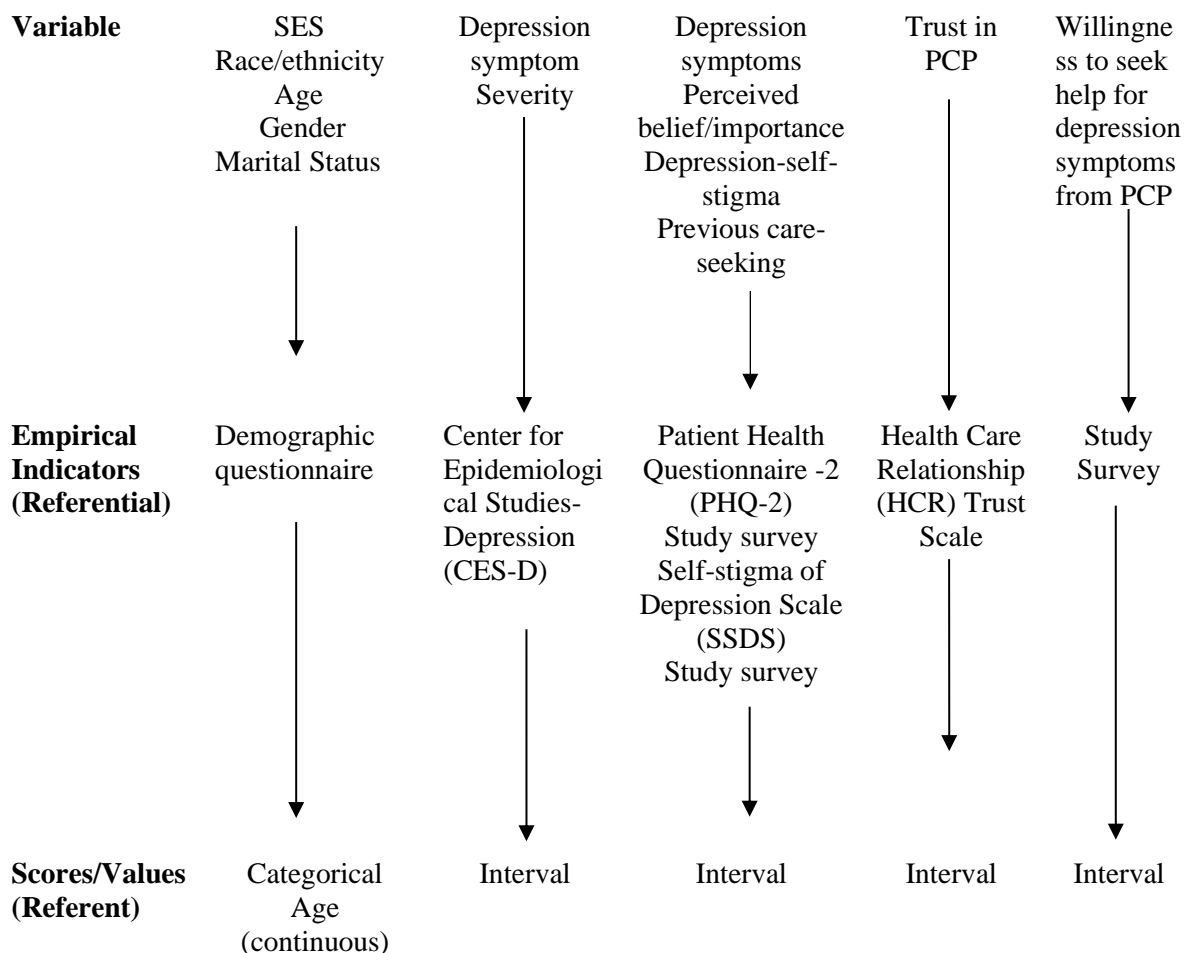 Variable
SES
Race/ethnicity
Age
Gender
Marital Status
Depression
symptom
Severity
Depression
symptoms
Perceived
belief/importance
Depression-self-
stigma
Previous care-
seeking
Trust in
PCP
Willingne
ss to seek
help for
depression
symptoms
from PCP
Empirical
Indicators
(Referential)
Demographic
questionnaire
Center for
Epidemiologi
cal Studies-
Depression
(CES-D)
Patient Health
Questionnaire -2
(PHQ-2)
Study survey
Self-stigma of
Depression Scale
(SSDS)
Study survey
Health Care
Relationship
(HCR) Trust
Scale
Study
Survey
Scores/Values
(Referent)
Categorical
Age
(continuous)
Interval
Interval
Interval
Interval